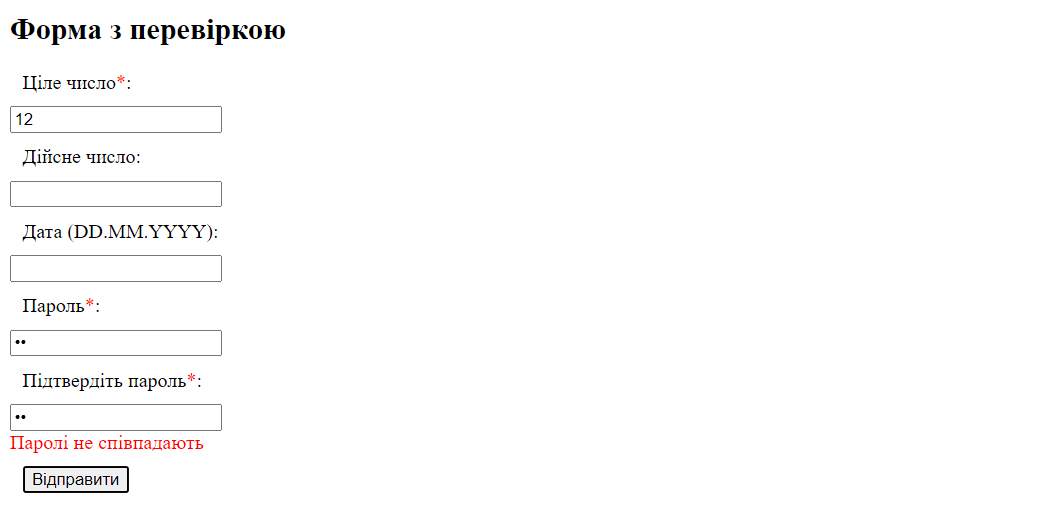 Форма з перевіркою
Ціле число*:
12
Дійсне число:
Дата (DD.MM.YYYY):
Пароль*:
••
Підтвердіть пароль*:
••
Паролі не співпадають
Відправити